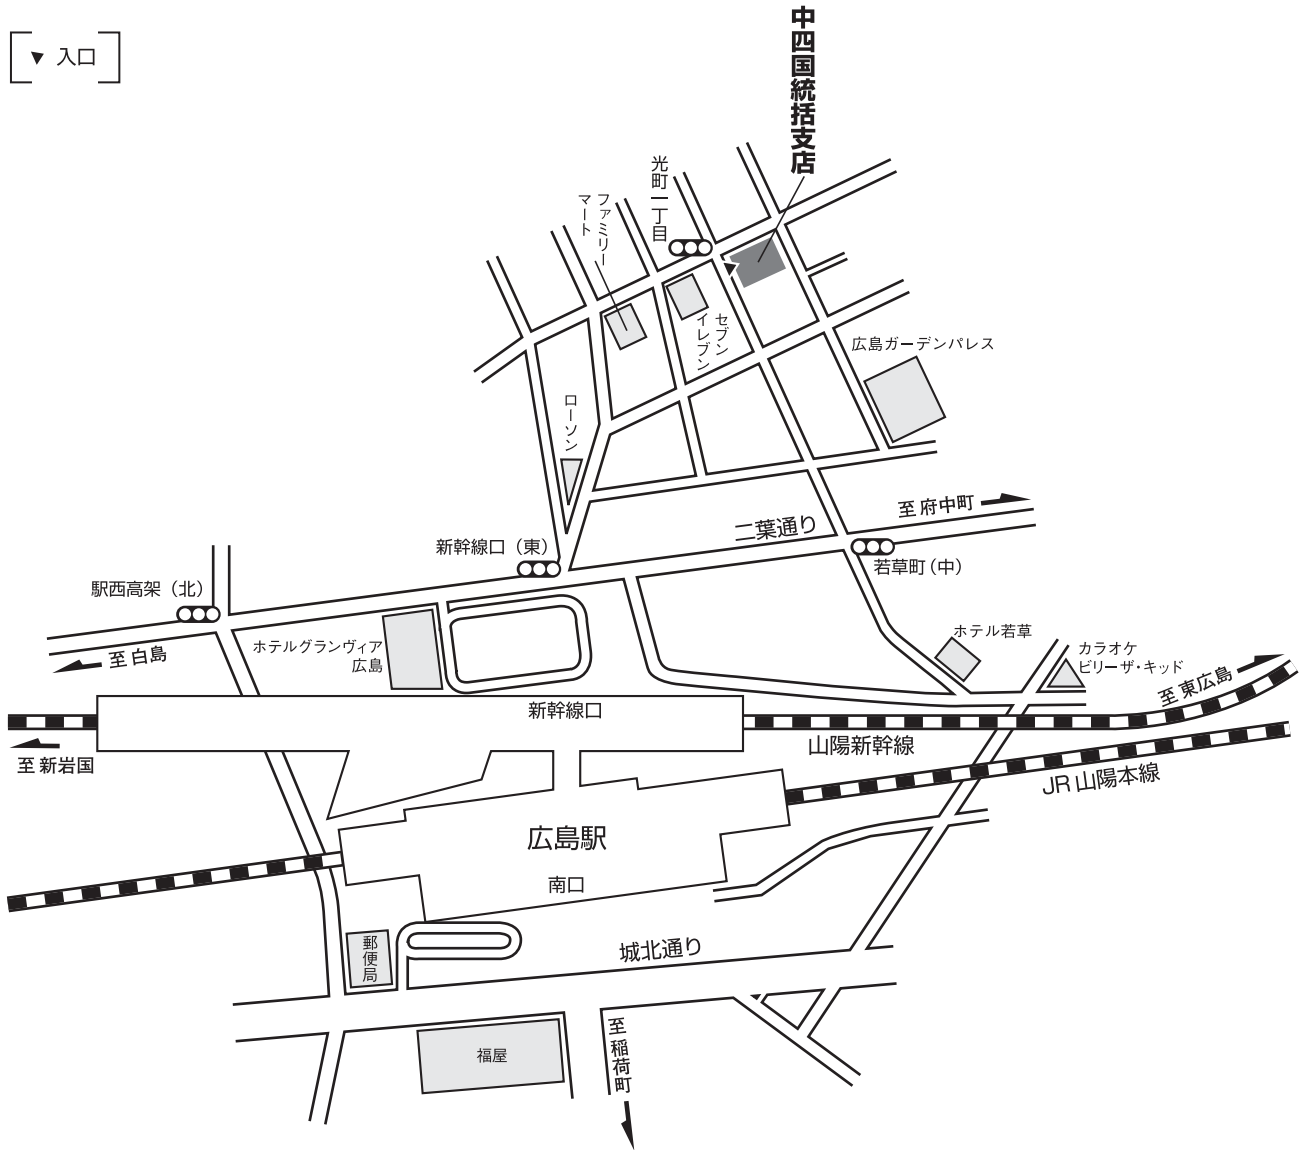 入口
中四国統括支店
光町一丁目
ファミリー
マート
セブン
イレブン
広島ガーデンパレス
ローソン
至 府中町
二葉通り
新幹線口（東）
若草町（中）
駅西高架（北）
至 白島
ホテルグランヴィア
広島
ホテル若草
カラオケ
ビリー・ザ・キッド
至 東広島
新幹線口
山陽新幹線
至 新岩国
JR 山陽本線
広島駅
南口
郵便局
城北通り
福屋
至 稲荷町